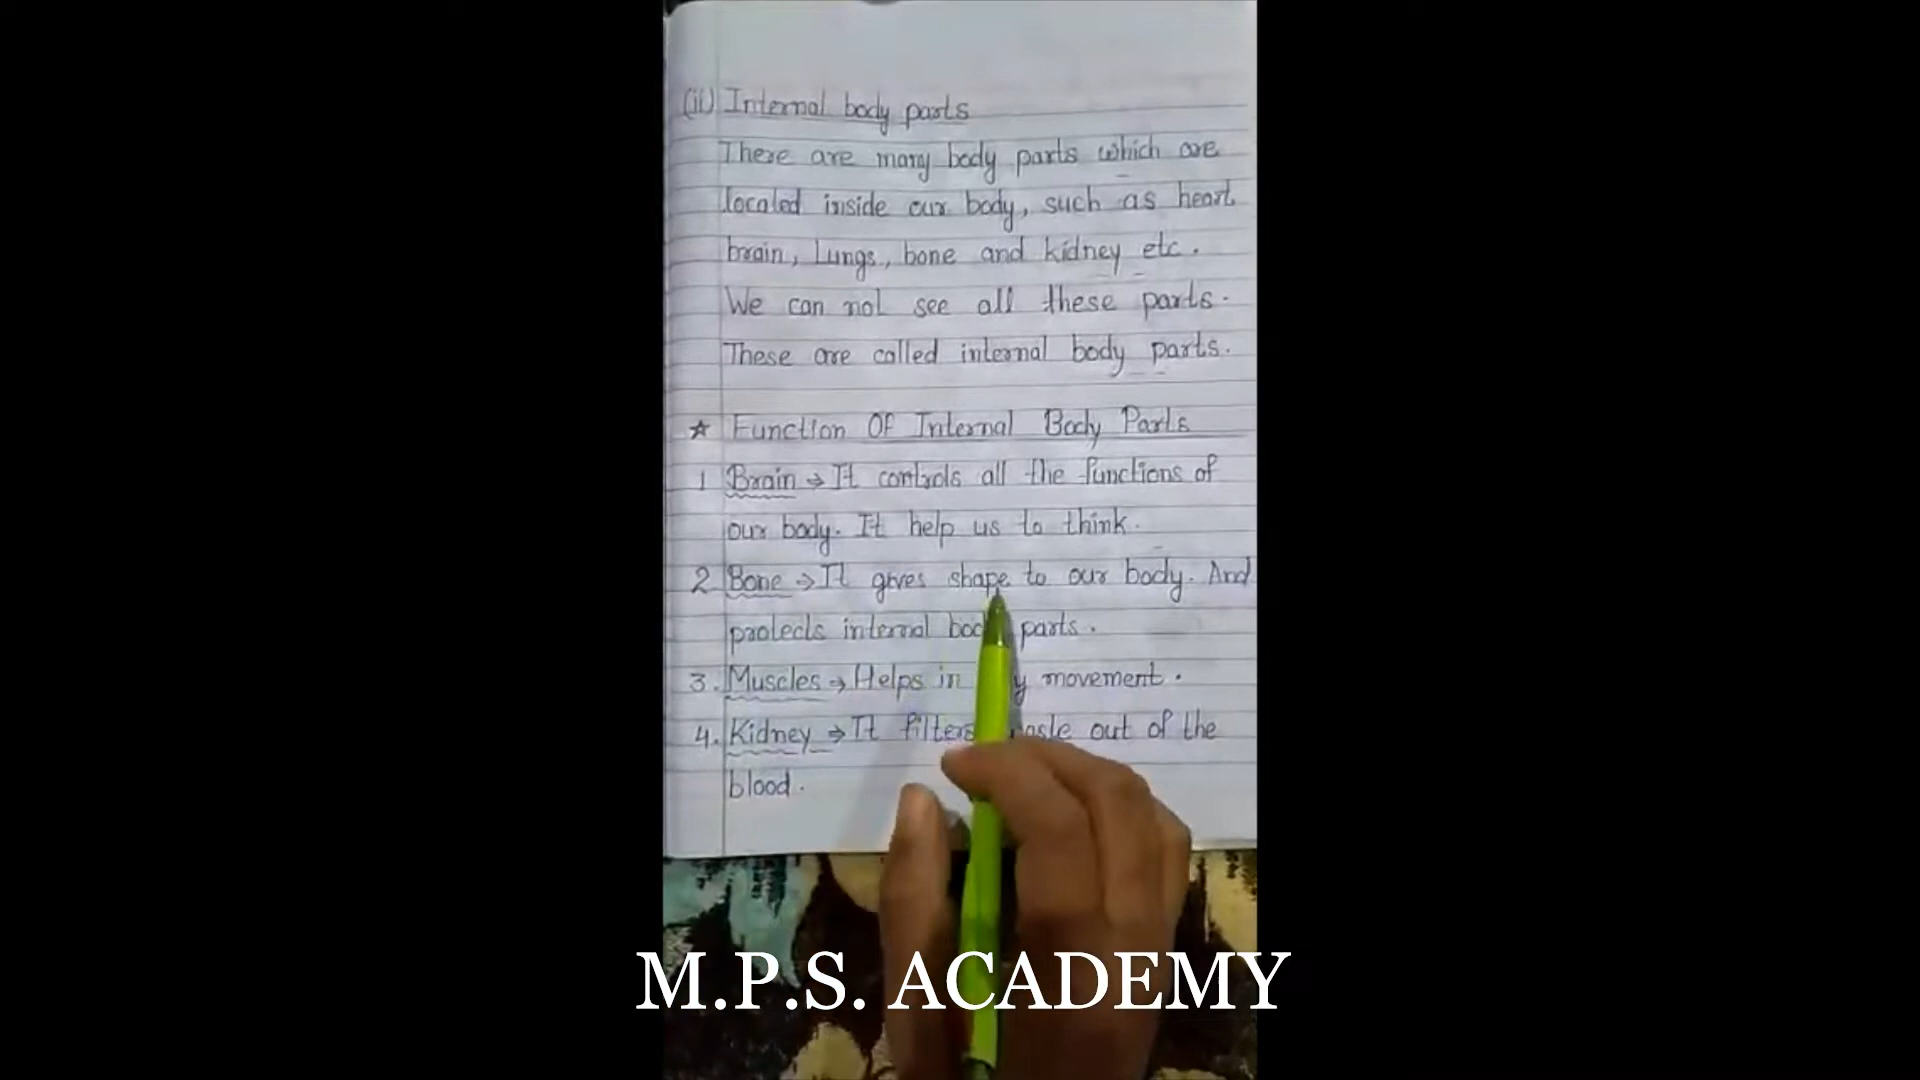 (ii) Internal body parts
There are many body parts which are
located inside our body, such as heart
brain, Lungs, bone and kidney etc.
We can not see all these parts.
These are called internal body parts.
☆ Function Of Internal Body Parts
1 Brain → It controls all the functions of
our body. It help us to think.
2 Bone → It gives shape to our body. And
protects internal body parts.
3. Muscles → Helps in movement.
4. Kidney → It filters out of the
blood.
M.P.S. ACADEMY